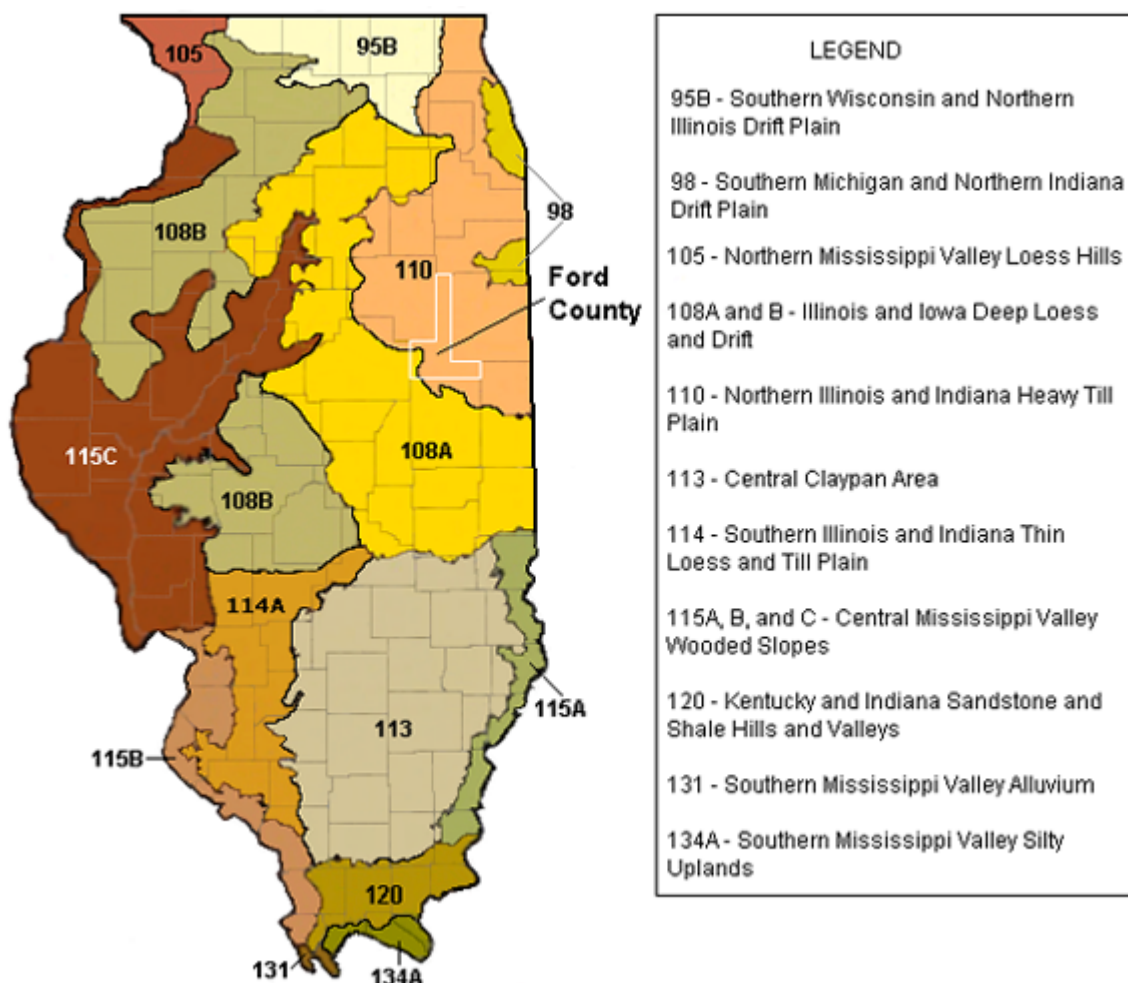 105
95B
98
108B
110
Ford
County
115C
108A
108B
114A
115A
113
115B
120
131
134A
LEGEND
95B - Southern Wisconsin and Northern
Illinois Drift Plain
98 - Southern Michigan and Northern Indiana
Drift Plain
105 - Northern Mississippi Valley Loess Hills
108A and B - Illinois and Iowa Deep Loess
and Drift
110 - Northern Illinois and Indiana Heavy Till
Plain
113 - Central Claypan Area
114 - Southern Illinois and Indiana Thin
Loess and Till Plain
115A, B, and C - Central Mississippi Valley
Wooded Slopes
120 - Kentucky and Indiana Sandstone and
Shale Hills and Valleys
131 - Southern Mississippi Valley Alluvium
134A - Southern Mississippi Valley Silty
Uplands